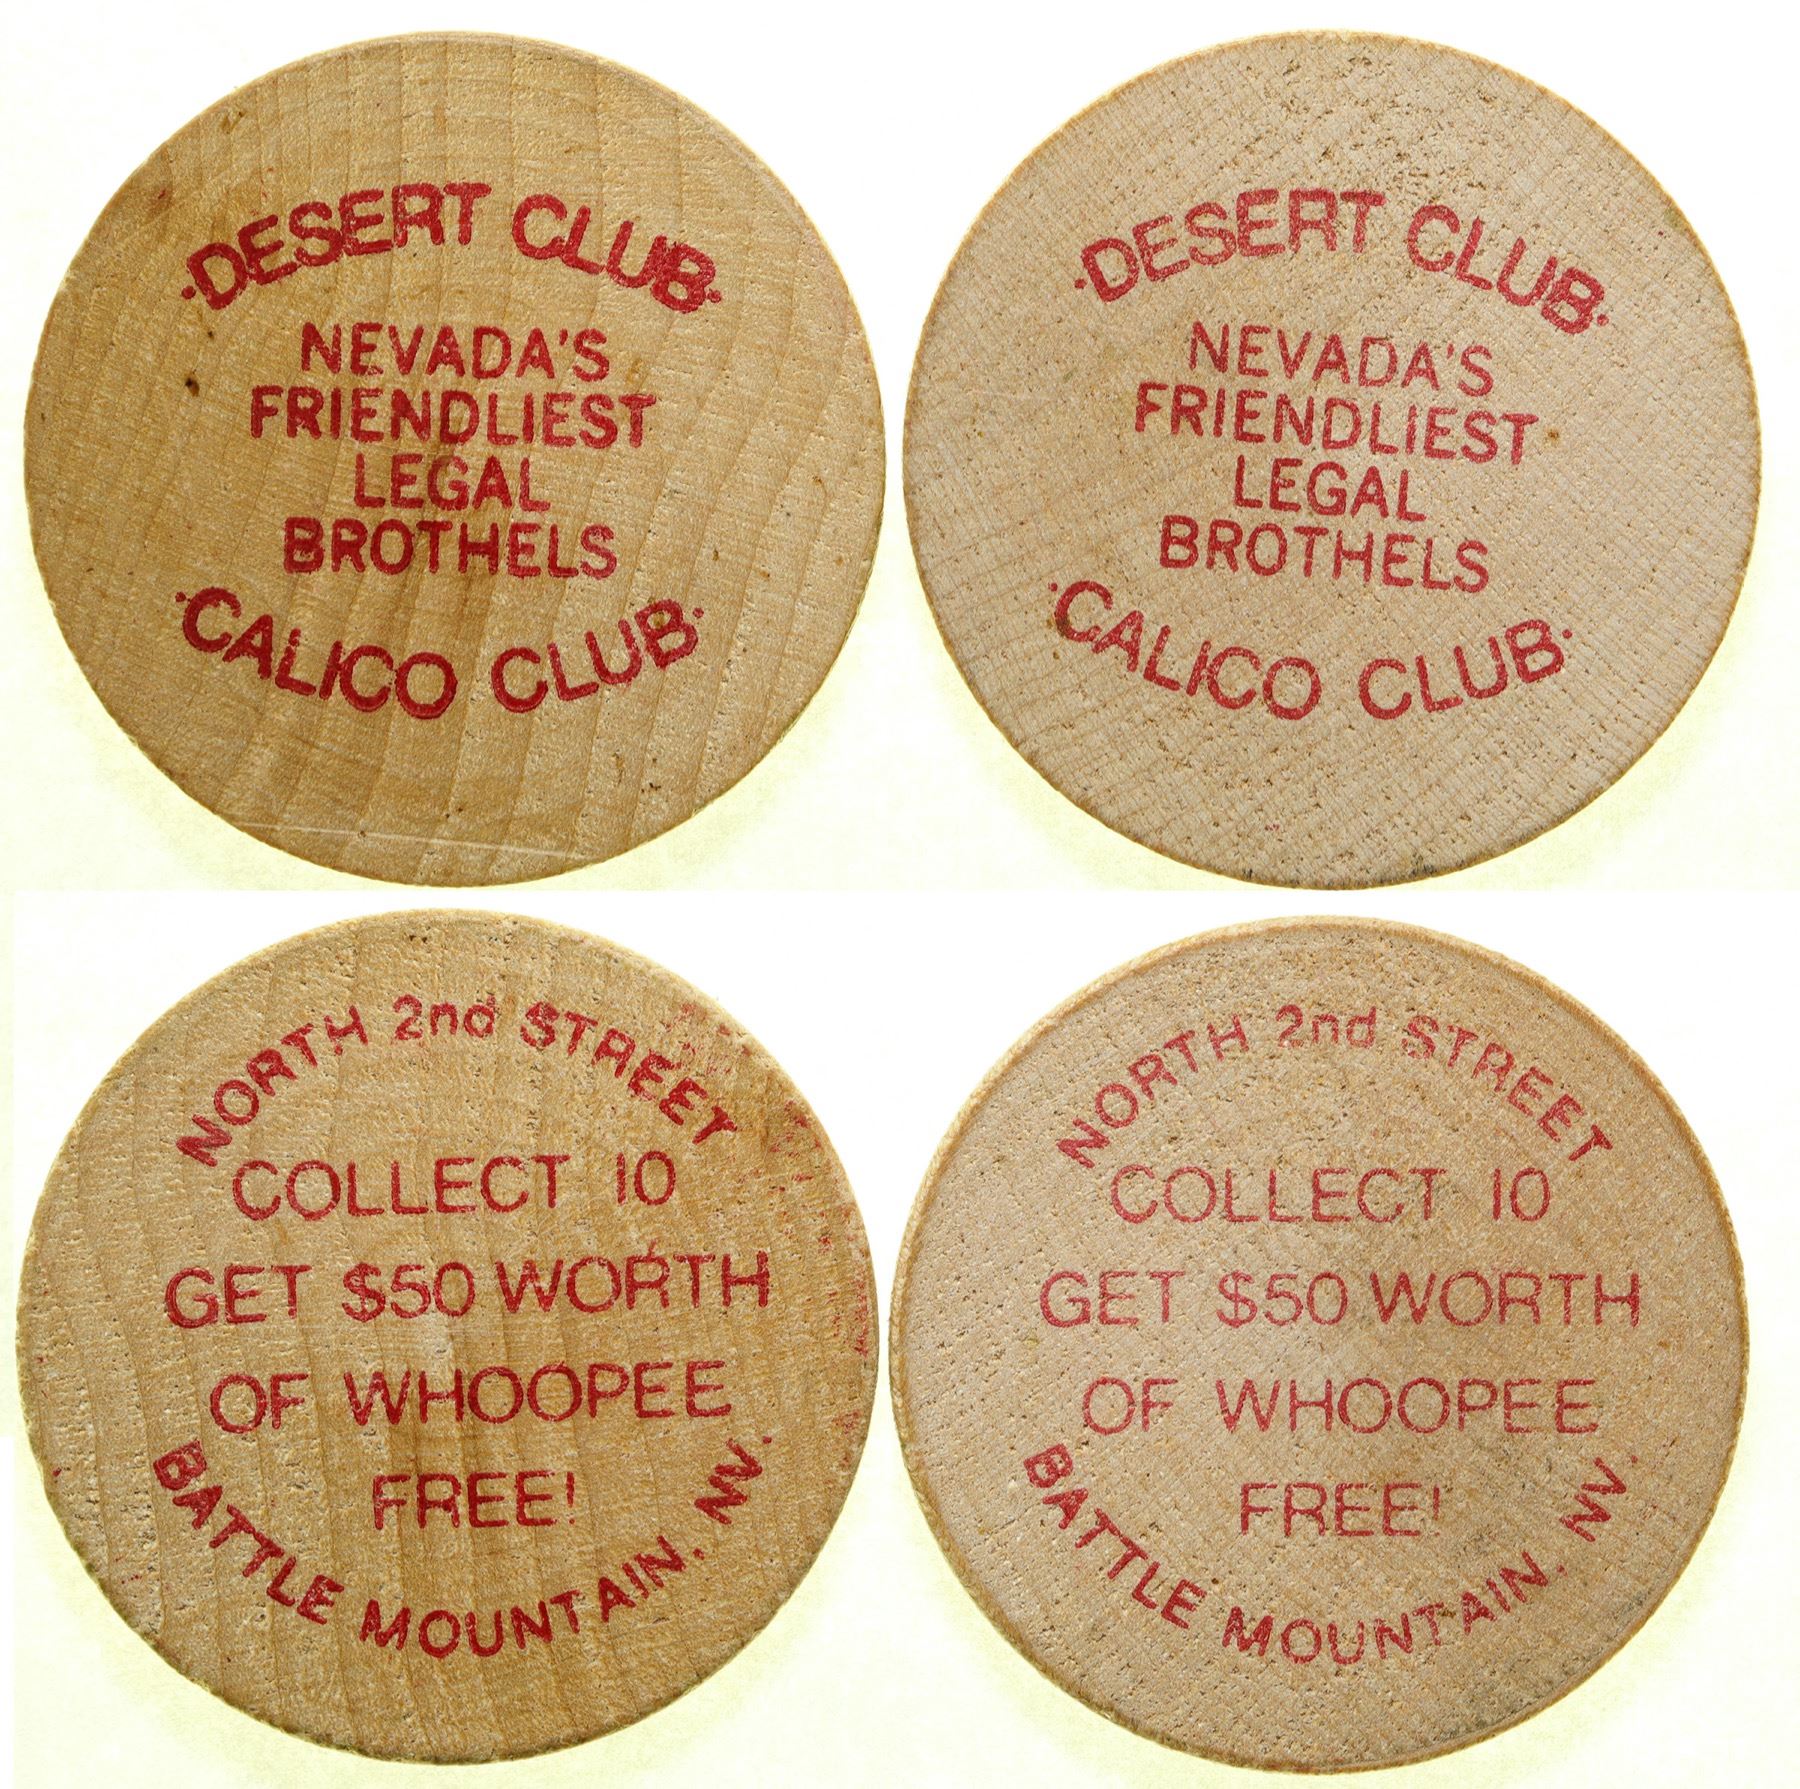 ·DESERT CLUB·
NEVADA'S
FRIENDLIEST
LEGAL
BROTHELS
·CALICO CLUB·
·DESERT CLUB·
NEVADA'S
FRIENDLIEST
LEGAL
BROTHELS
·CALICO CLUB·
NORTH 2nd STREET
COLLECT 10
GET $50 WORTH
OF WHOOPEE
FREE!
BATTLE MOUNTAIN, NV.
NORTH 2nd STREET
COLLECT 10
GET $50 WORTH
OF WHOOPEE
FREE!
BATTLE MOUNTAIN, NV.